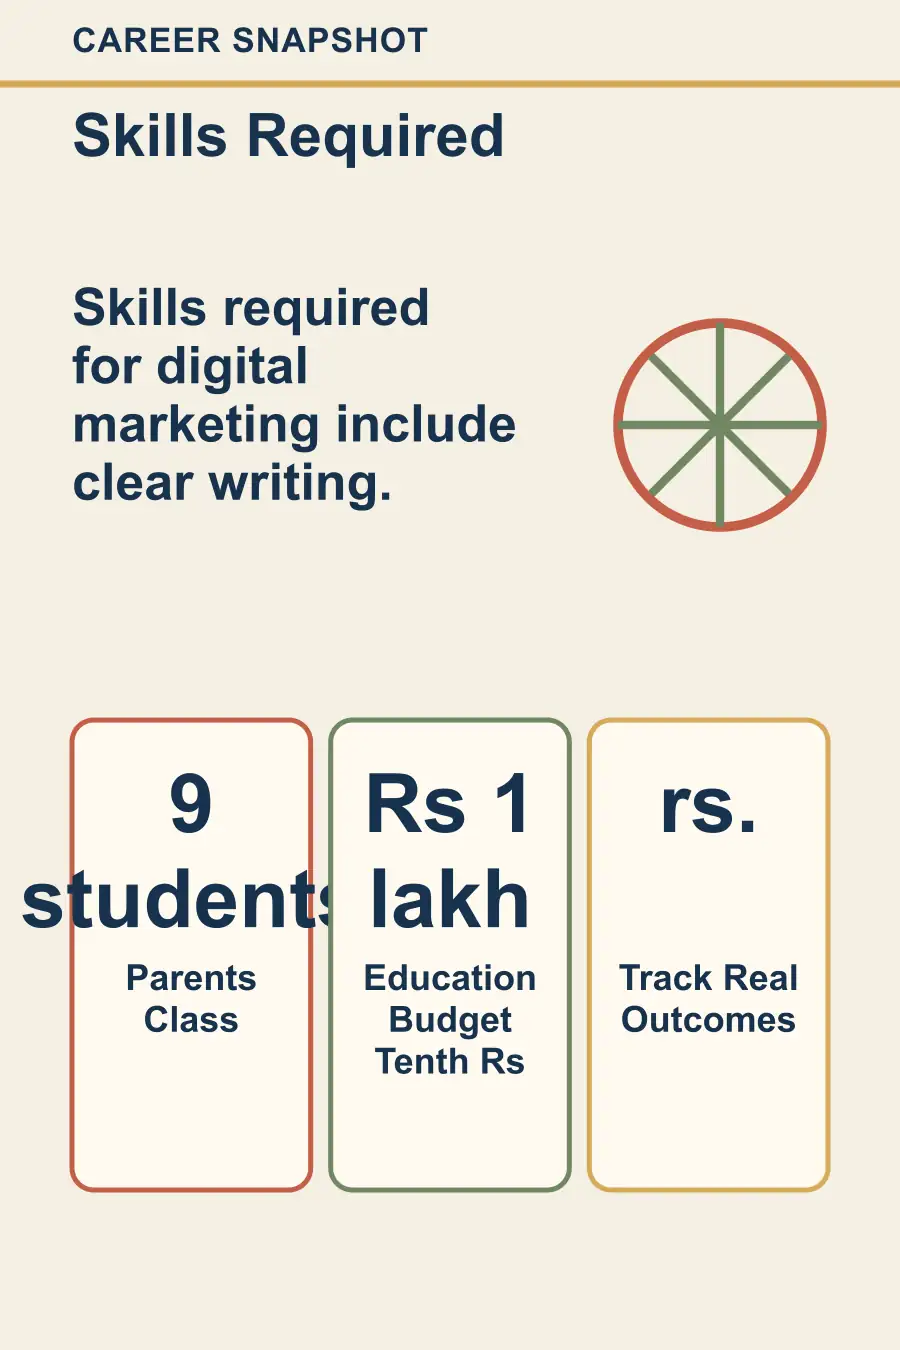 CAREER SNAPSHOT
Skills Required
Skills required
for digital
marketing include
clear writing.
9
students
Parents
Class
Rs 1
lakh
Education
Budget
Tenth Rs
rs.
Track Real
Outcomes